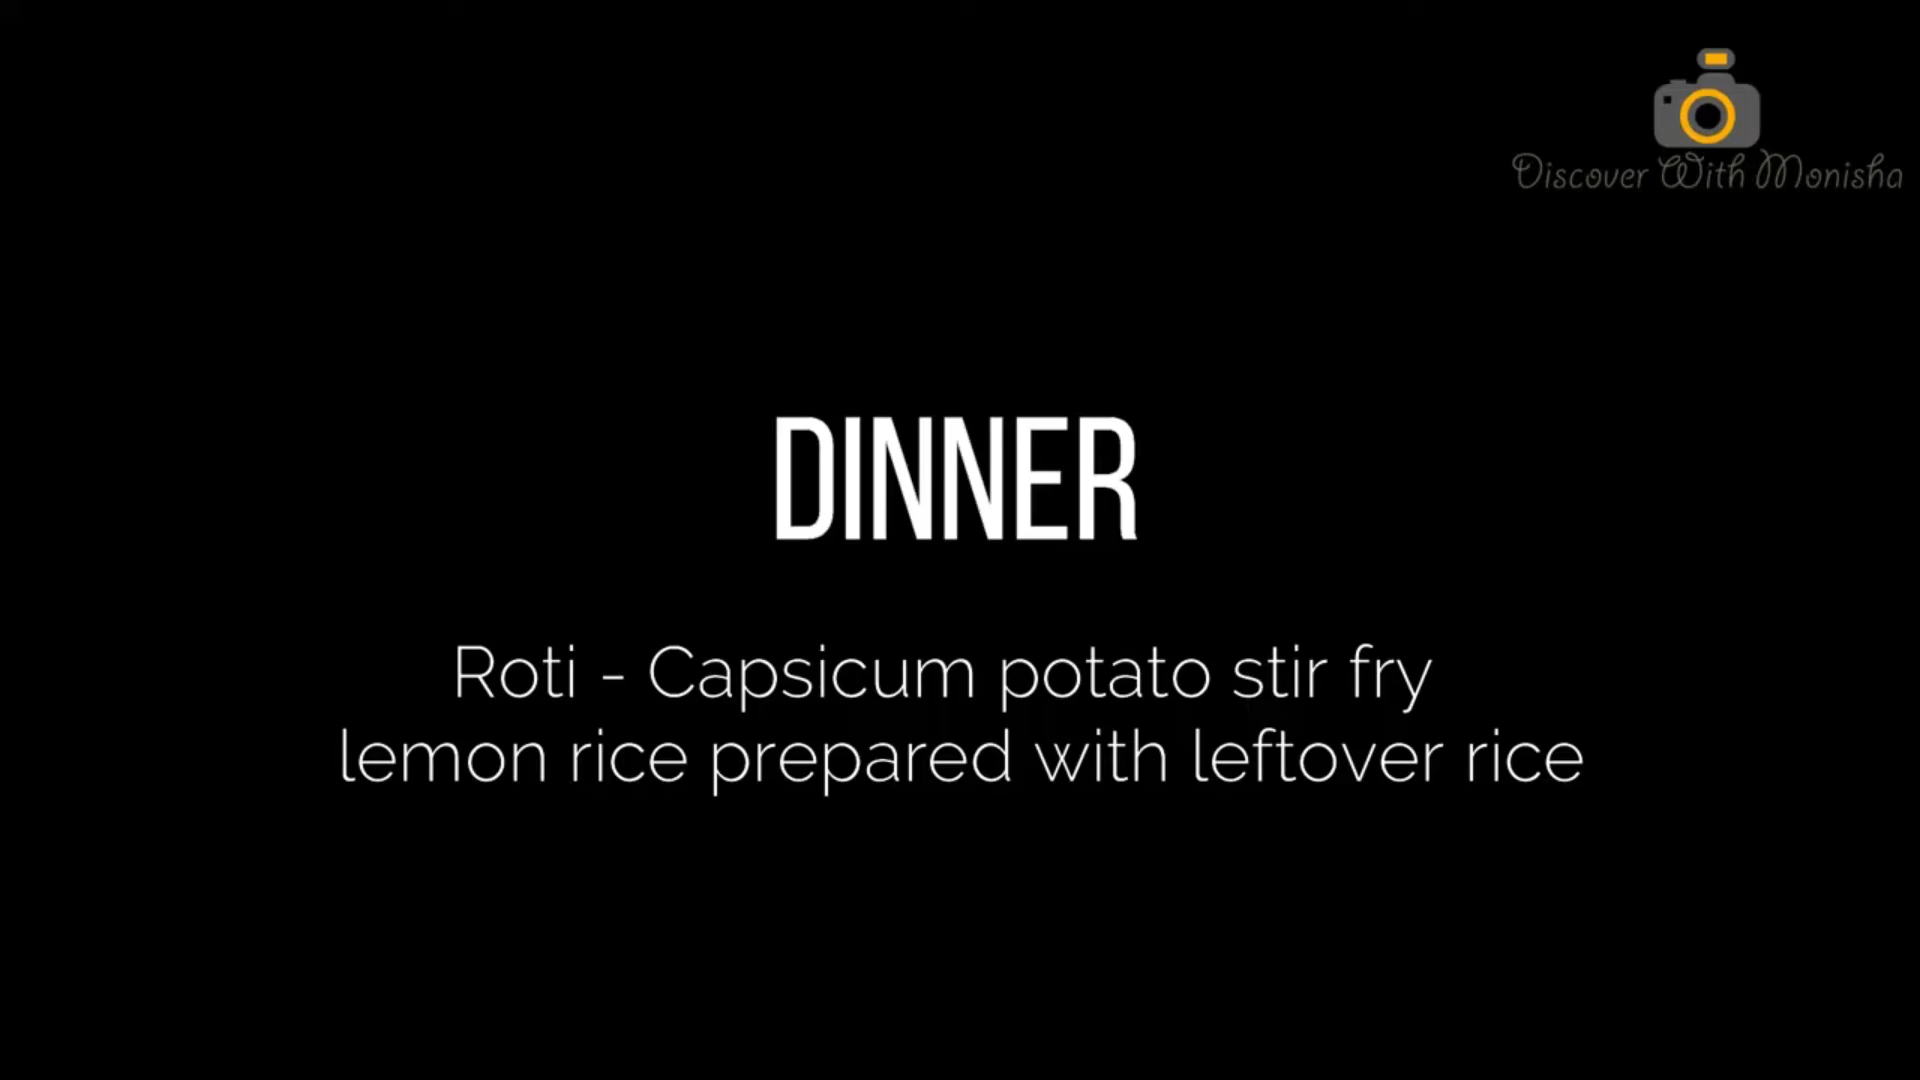 Discover With Monisha
DINNER
Roti - Capsicum potato stir fry
lemon rice prepared with leftover rice